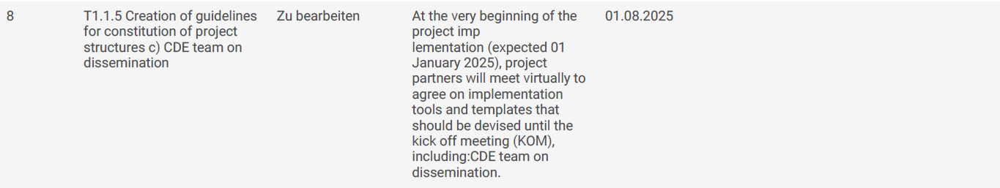 8
T1.1.5 Creation of guidelines
for constitution of project
structures c) CDE team on
dissemination
Zu bearbeiten
At the very beginning of the
project imp
lementation (expected 01
January 2025), project
partners will meet virtually to
agree on implementation
tools and templates that
should be devised until the
kick off meeting (KOM),
including:CDE team on
dissemination.
01.08.2025